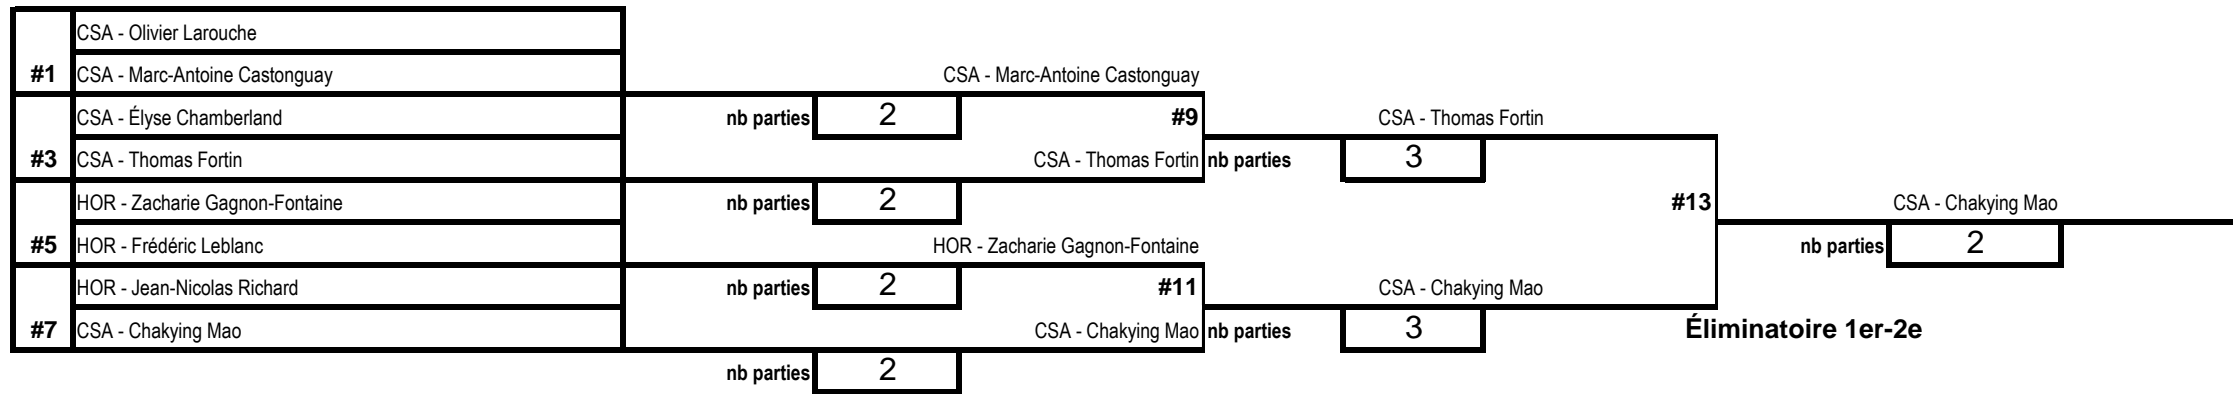 CSA - Olivier Larouche
#1 CSA - Marc-Antoine Castonguay CSA - Marc-Antoine Castonguay
CSA - Élyse Chamberland nb parties 2 #9 CSA - Thomas Fortin
#3 CSA - Thomas Fortin CSA - Thomas Fortin nb parties 3
HOR - Zacharie Gagnon-Fontaine nb parties 2 #13 CSA - Chakying Mao
#5 HOR - Frédéric Leblanc HOR - Zacharie Gagnon-Fontaine nb parties 2
HOR - Jean-Nicolas Richard nb parties 2 #11 CSA - Chakying Mao
#7 CSA - Chakying Mao CSA - Chakying Mao nb parties 3 Éliminatoire 1er-2e
nb parties 2